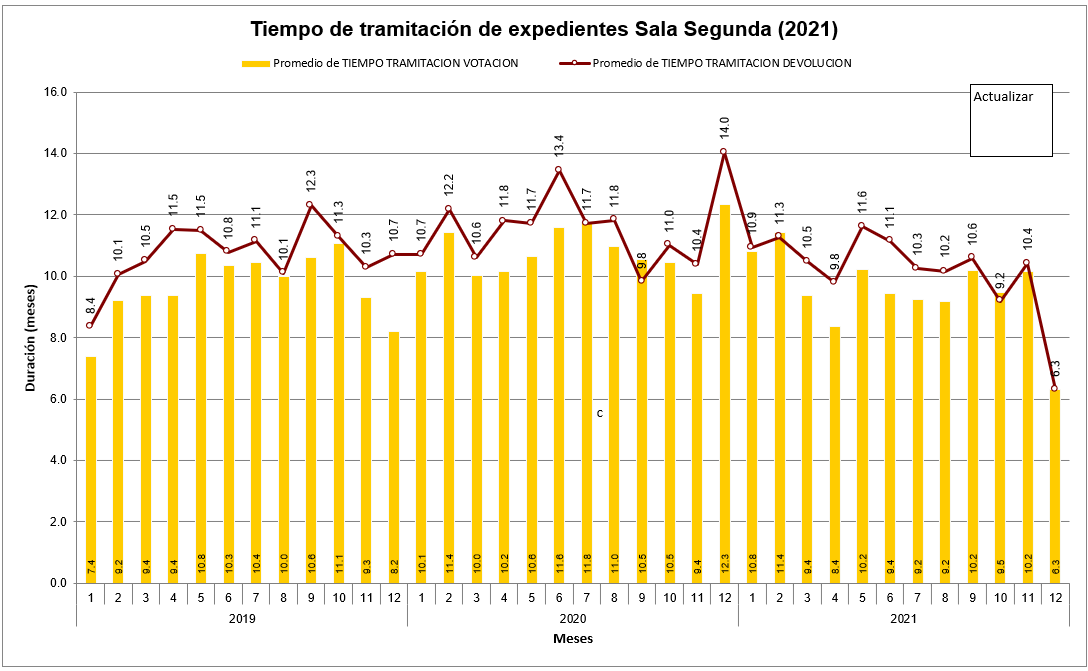 Tiempo de tramitación de expedientes Sala Segunda (2021)
Promedio de TIEMPO TRAMITACION VOTACION Promedio de TIEMPO TRAMITACION DEVOLUCION
Actualizar
Duración (meses)
16.0
14.0
12.0
10.0
8.0
6.0
4.0
2.0
0.0
8.4 10.1 10.5 11.5 11.5 10.8 11.1 10.1 12.3 11.3 10.3 10.7 10.7 12.2 10.6 11.8 11.7 13.4 11.7 11.8 9.8 11.0 10.4 14.0 10.9 11.3 10.5 9.8 11.6 11.1 10.3 10.2 10.6 9.2 10.4 6.3
c
7.4 9.2 9.4 9.4 10.8 10.3 10.4 10.0 10.6 11.1 9.3 8.2 10.1 11.4 10.0 10.2 10.6 11.6 11.8 11.0 10.5 10.5 9.4 12.3 10.8 11.4 9.4 8.4 10.2 9.4 9.2 9.2 10.2 9.5 10.2 6.3
1 2 3 4 5 6 7 8 9 10 11 12 1 2 3 4 5 6 7 8 9 10 11 12 1 2 3 4 5 6 7 8 9 10 11 12
2019 2020 2021
Meses